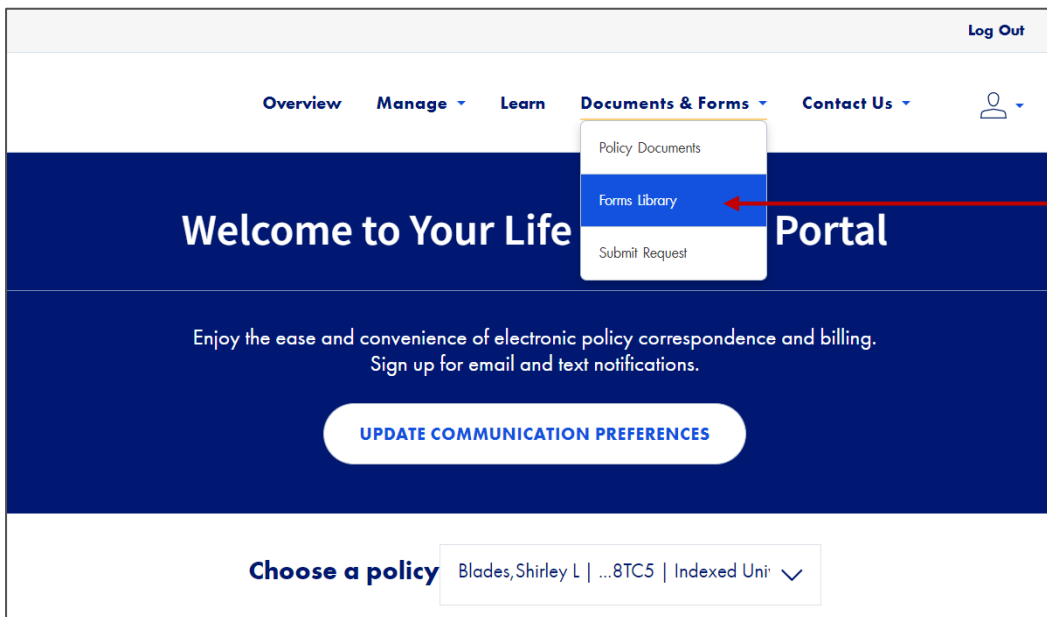 Log Out
Overview Manage Learn Documents & Forms Contact Us
Policy Documents
Forms Library
Submit Request
Welcome to Your Life Portal
Enjoy the ease and convenience of electronic policy correspondence and billing.
Sign up for email and text notifications.
UPDATE COMMUNICATION PREFERENCES
Choose a policy Blades,Shirley L | ...8TC5 | Indexed Uni